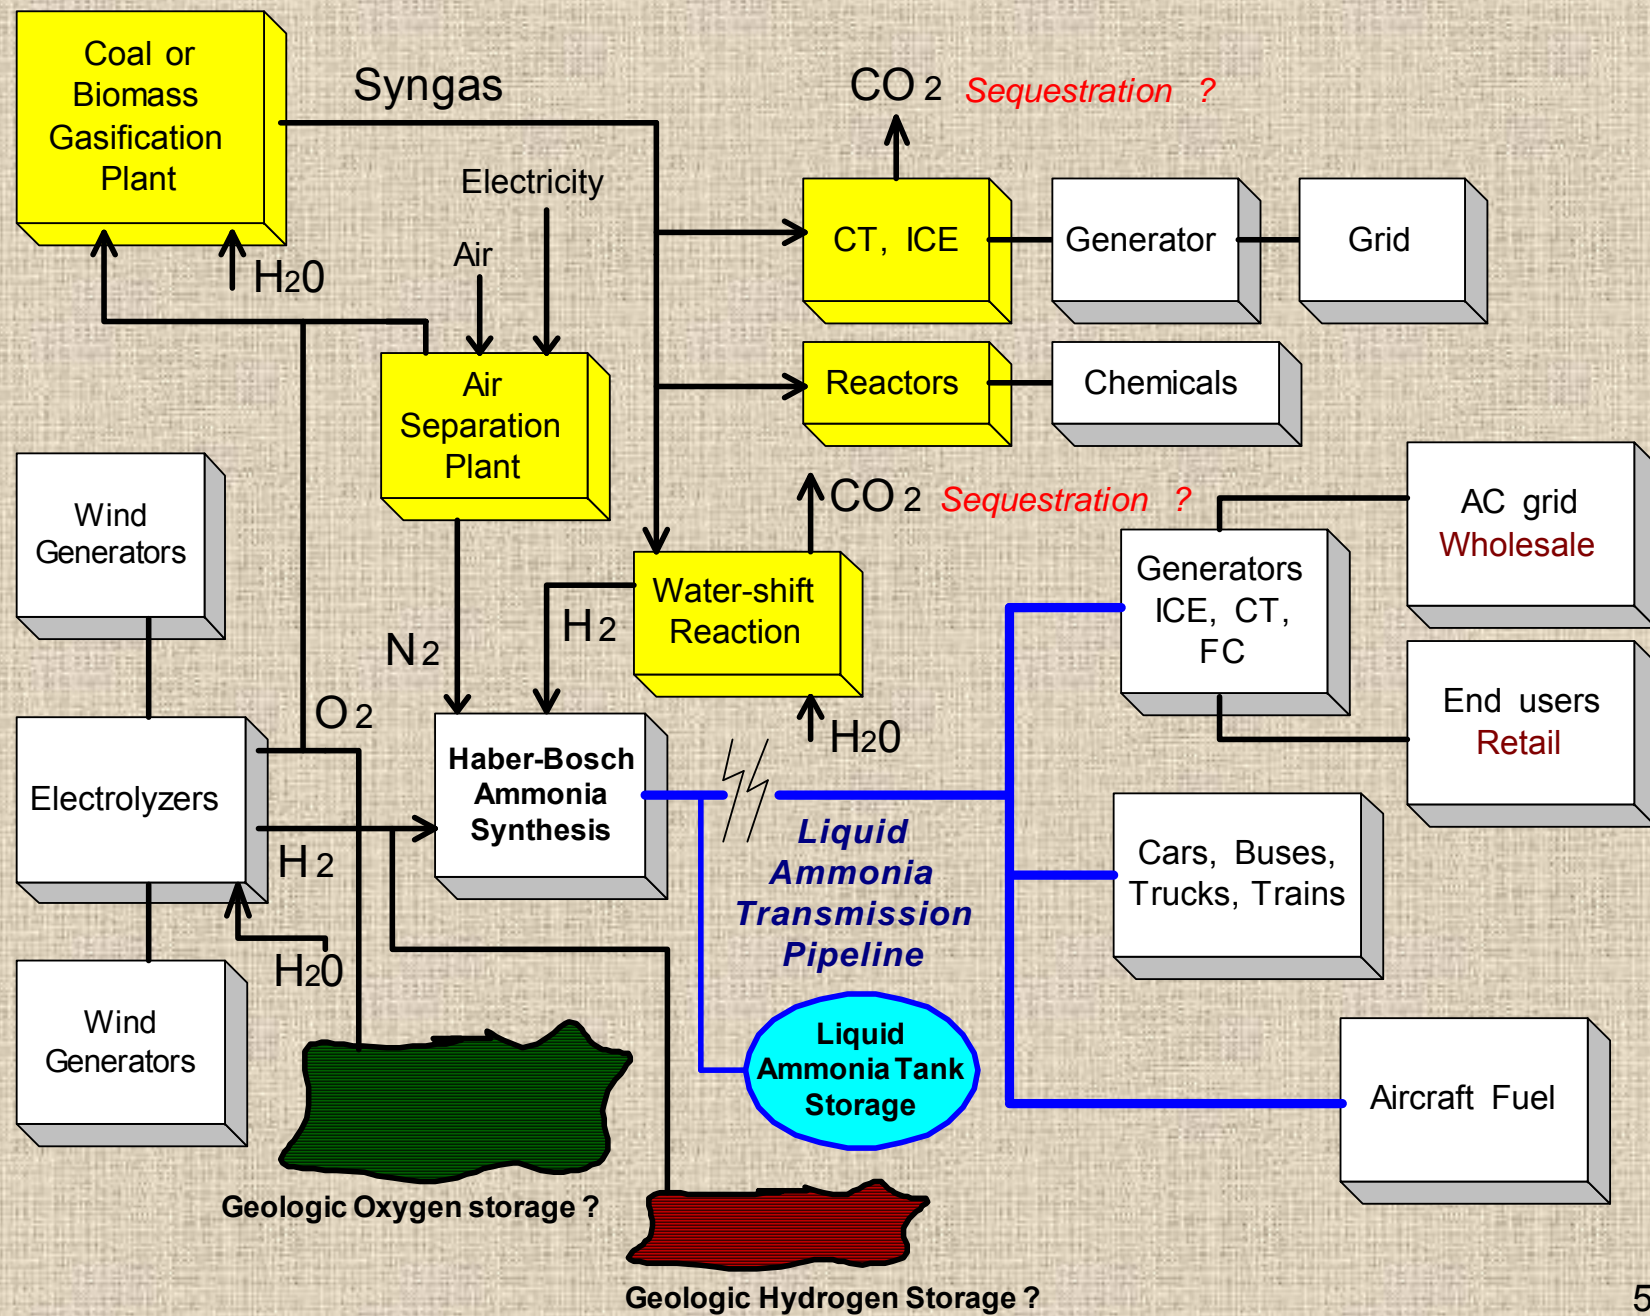 Coal or
Biomass
Gasification
Plant
Syngas
CO 2 Sequestration ?
Electricity
Air
H20
CT, ICE
Generator
Grid
Air
Separation
Plant
Reactors
Chemicals
Wind
Generators
CO 2 Sequestration ?
AC grid
Wholesale
Generators
ICE, CT,
FC
Water-shift
Reaction
H 2
N 2
O 2
H20
End users
Retail
Electrolyzers
Haber-Bosch
Ammonia
Synthesis
H 2
Liquid
Ammonia
Transmission
Pipeline
Cars, Buses,
Trucks, Trains
H20
Wind
Generators
Liquid
Ammonia Tank
Storage
Aircraft Fuel
Geologic Oxygen storage ?
Geologic Hydrogen Storage ?
5